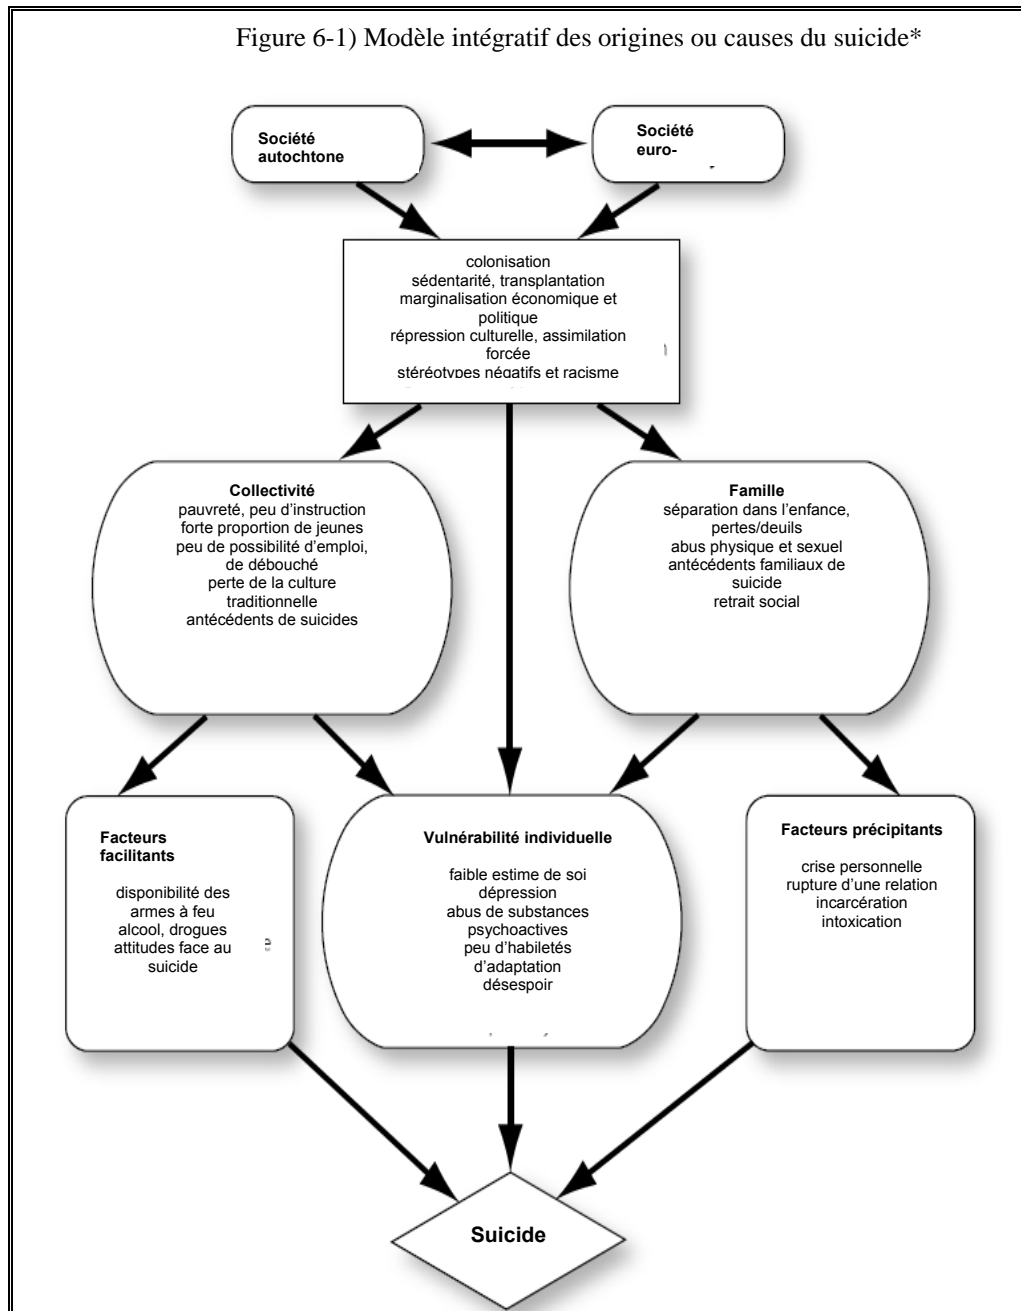 Figure 6-1) Modèle intégratif des origines ou causes du suicide*
Société
autochtone
Société
euro-
colonisation
sédentarité, transplantation
marginalisation économique et
politique
répression culturelle, assimilation
forcée
stéréotypes négatifs et racisme
Collectivité
pauvreté, peu d’instruction
forte proportion de jeunes
peu de possibilité d’emploi,
de débouché
perte de la culture
traditionnelle
antécédents de suicides
Famille
séparation dans l’enfance,
pertes/deuils
abus physique et sexuel
antécédents familiaux de
suicide
retrait social
Facteurs
facilitants
disponibilité des
armes à feu
alcool, drogues
attitudes face au
suicide
Vulnérabilité individuelle
faible estime de soi
dépression
abus de substances
psychoactives
peu d’habiletés
d’adaptation
désespoir
Facteurs précipitants
crise personnelle
rupture d’une relation
incarcération
intoxication
Suicide